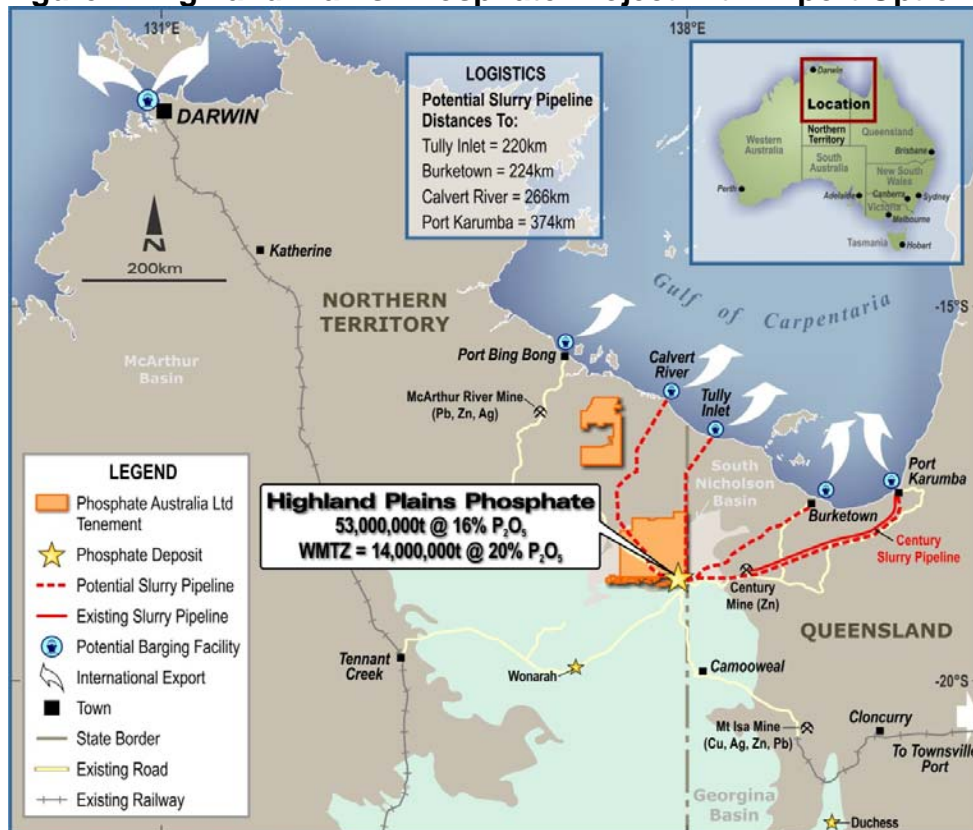 131°E
138°E
DARWIN
LOGISTICS
Potential Slurry Pipeline
Distances To:
Tully Inlet = 220km
Burketown = 224km
Calvert River = 266km
Port Karumba = 374km
Darwin
Location
Western
Australia
Northern
Territory
Queensland
South
Australia
Brisbane
New South
Wales
Perth
Adelaide
Canberra
Sydney
Victoria
Melbourne
Tasmania
Hobart
N
200km
Katherine
NORTHERN
TERRITORY
Gulf of Carpentaria
-15°S
McArthur
Basin
Port Bing Bong
Calvert
River
McArthur River Mine
(Pb, Zn, Ag)
Tully
Inlet
South
Nicholson
Basin
Port
Karumba
Burketown
Century
Slurry Pipeline
LEGEND
Phosphate Australia Ltd
Tenement
Phosphate Deposit
Potential Slurry Pipeline
Existing Slurry Pipeline
Potential Barging Facility
International Export
Town
State Border
Existing Road
Existing Railway
Highland Plains Phosphate
53,000,000t @ 16% P₂O₅
WMTZ = 14,000,000t @ 20% P₂O₅
Century
Mine (Zn)
QUEENSLAND
Tennant
Creek
Wonarah
Camooweal
-20°S
Mt Isa Mine
(Cu, Ag, Zn, Pb)
Cloncurry
To Townsville
Port
Georgina
Basin
Duchess